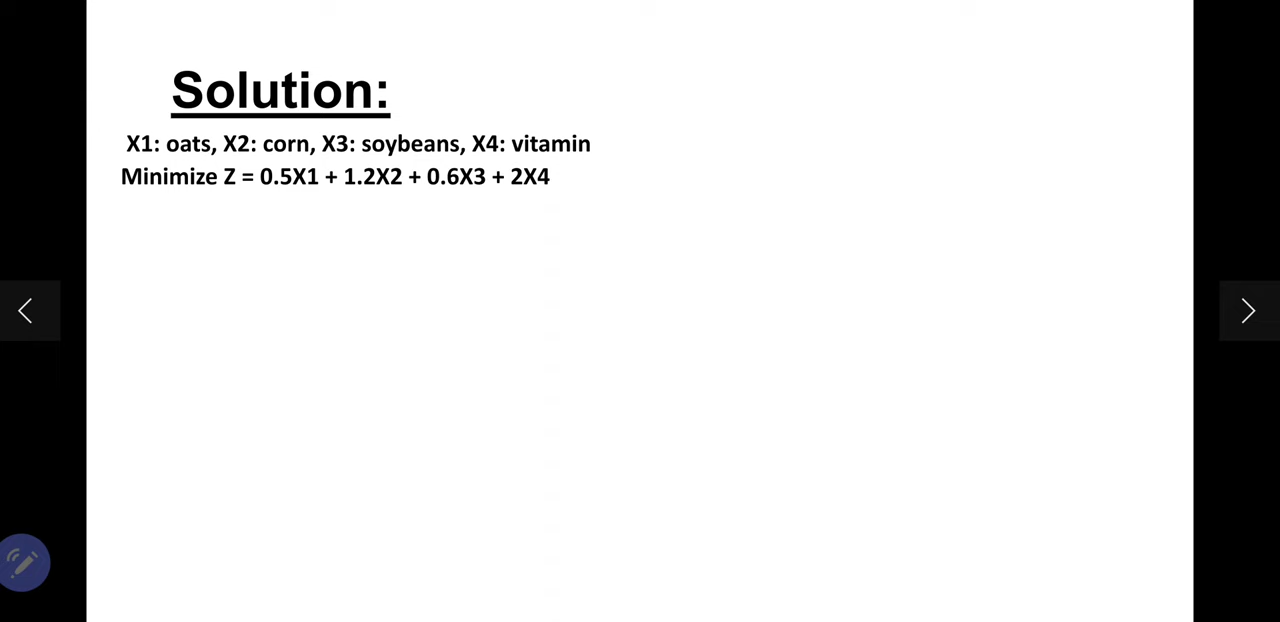 Solution:
X1: oats, X2: corn, X3: soybeans, X4: vitamin
Minimize Z = 0.5X1 + 1.2X2 + 0.6X3 + 2X4